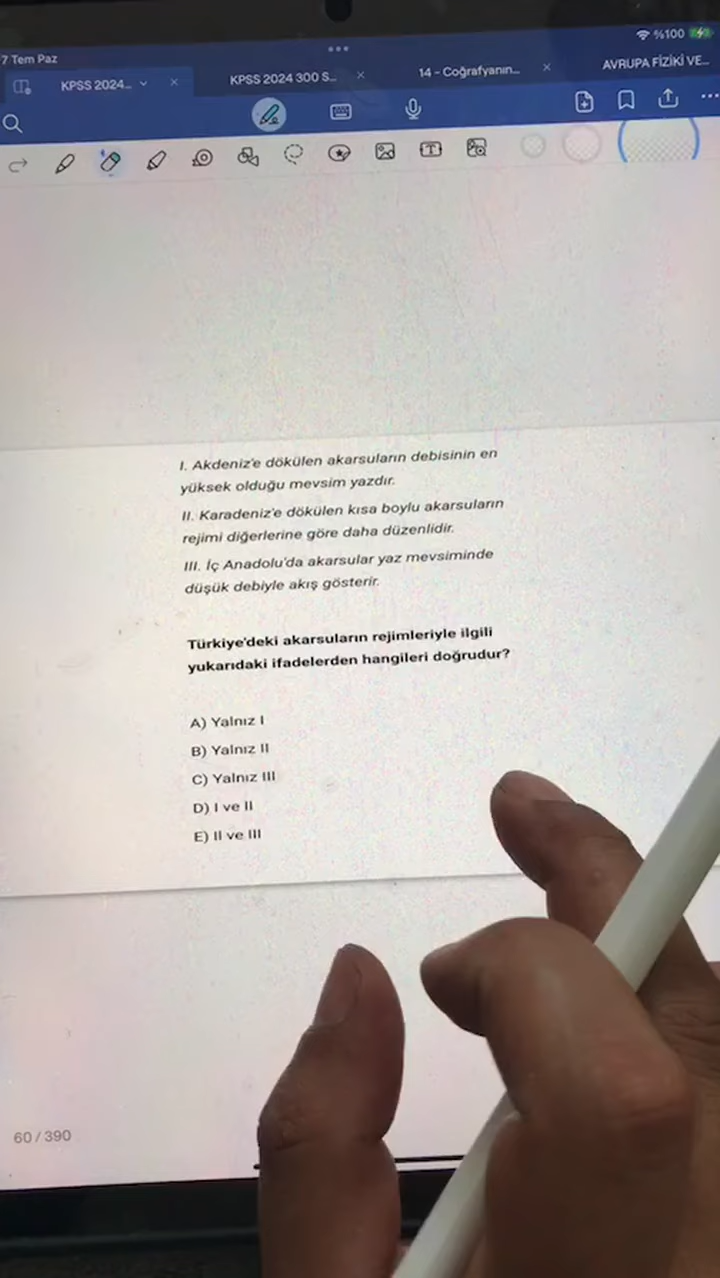 %100
7 Tem Paz
KPSS 2024...
KPSS 2024 300 S...
14 - Coğrafyanın...
AVRUPA FİZİKİ VE...
I. Akdeniz'e dökülen akarsuların debisinin en
yüksek olduğu mevsim yazdır.
II. Karadeniz'e dökülen kısa boylu akarsuların
rejimi diğerlerine göre daha düzenlidir.
III. İç Anadolu'da akarsular yaz mevsiminde
düşük debiyle akış gösterir.
Türkiye'deki akarsuların rejimleriyle ilgili
yukarıdaki ifadelerden hangileri doğrudur?
A) Yalnız I
B) Yalnız II
C) Yalnız III
D) I ve II
E) II ve III
60 / 390